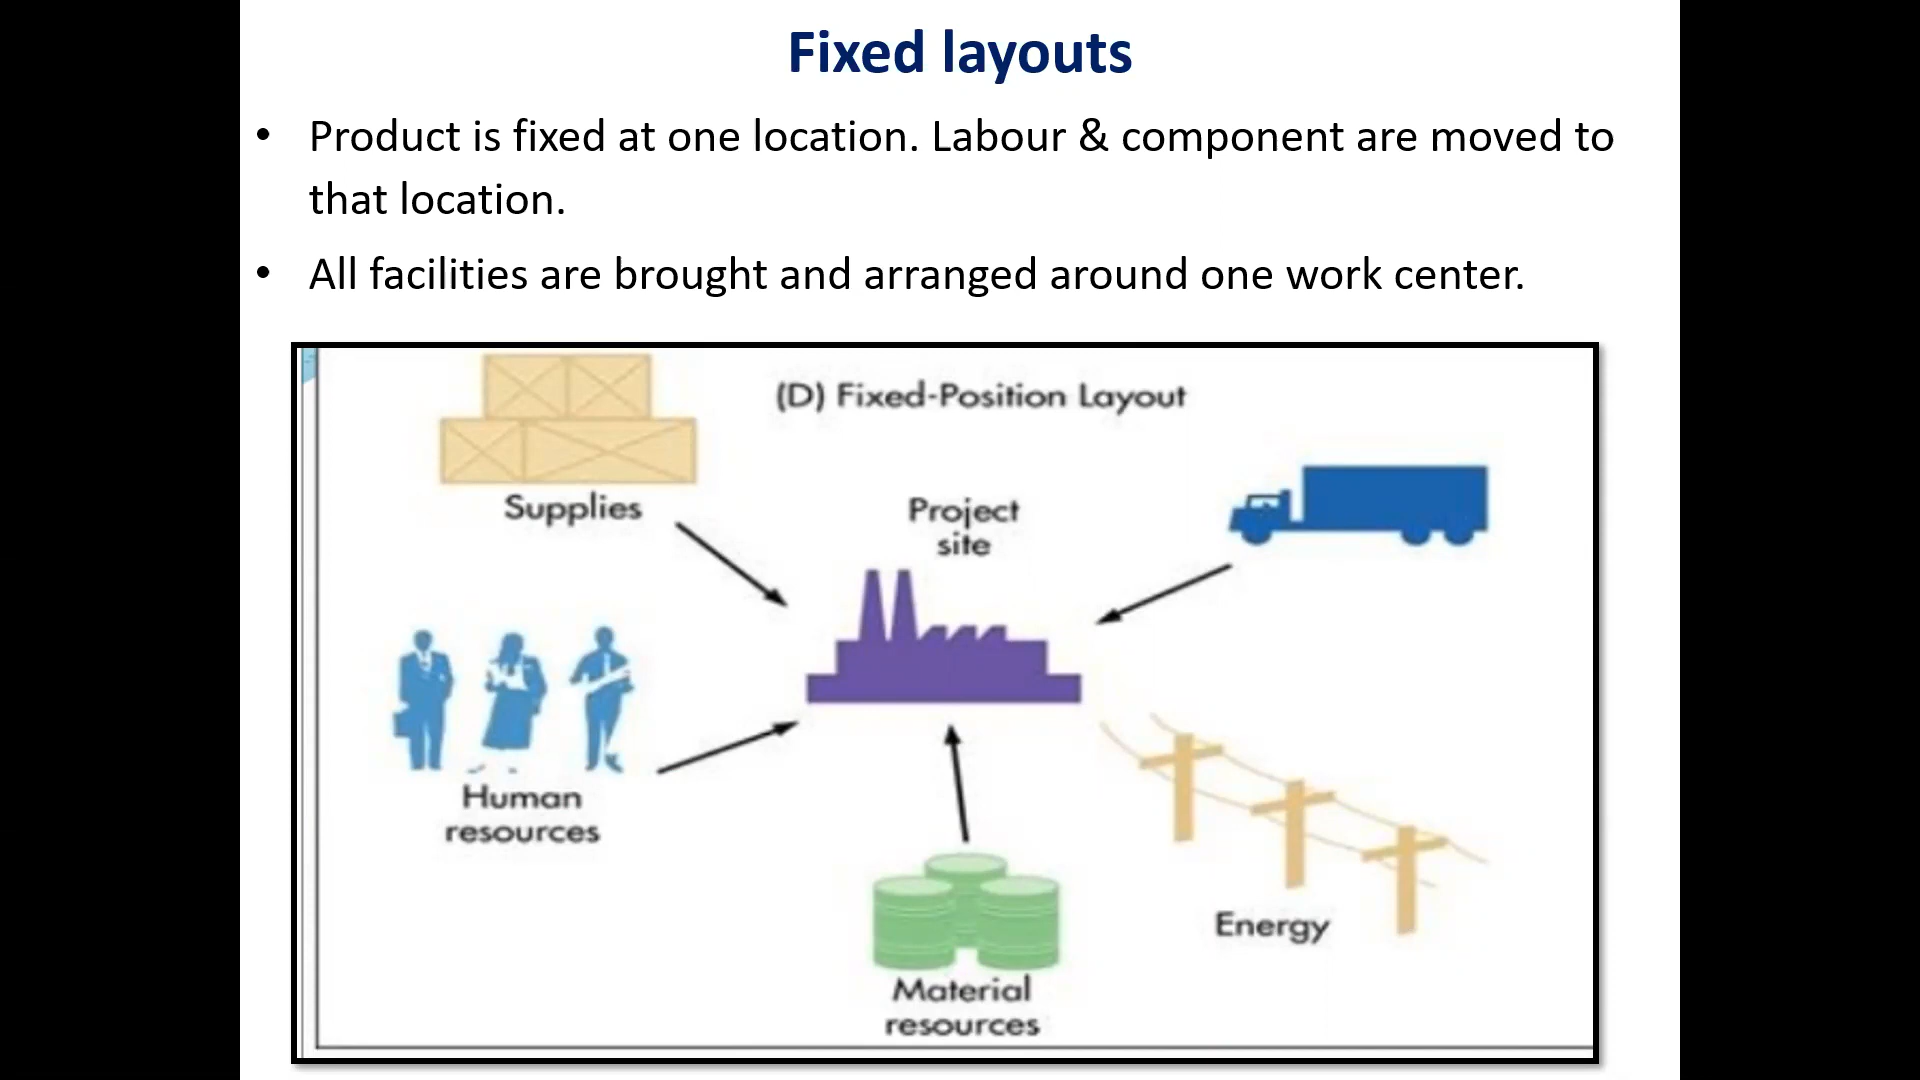 Fixed layouts
• Product is fixed at one location. Labour & component are moved to
that location.
• All facilities are brought and arranged around one work center.
(D) Fixed-Position Layout
Supplies
Project
site
Human
resources
Energy
Material
resources